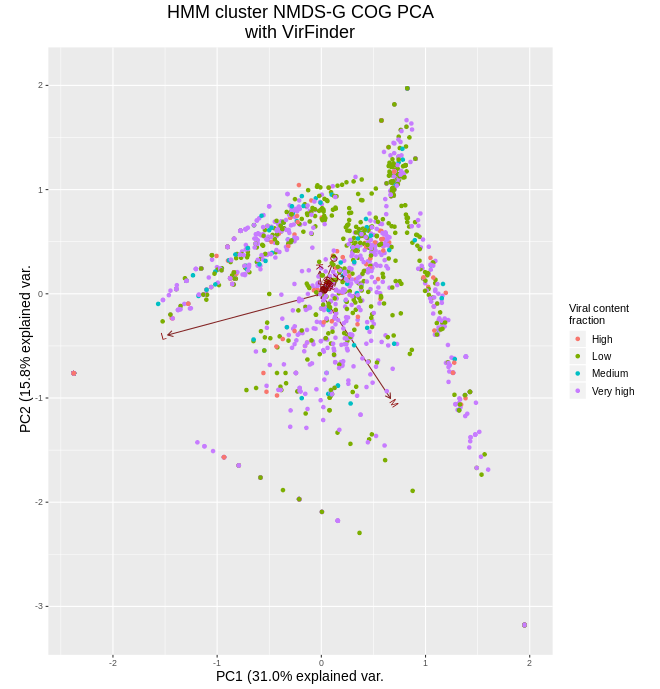 HMM cluster NMDS-G COG PCA
with VirFinder
PC2 (15.8% explained var.
2
1
0
-1
-2
-3
L
M
-2
-1
0
1
2
PC1 (31.0% explained var.
Viral content
fraction
High
Low
Medium
Very high